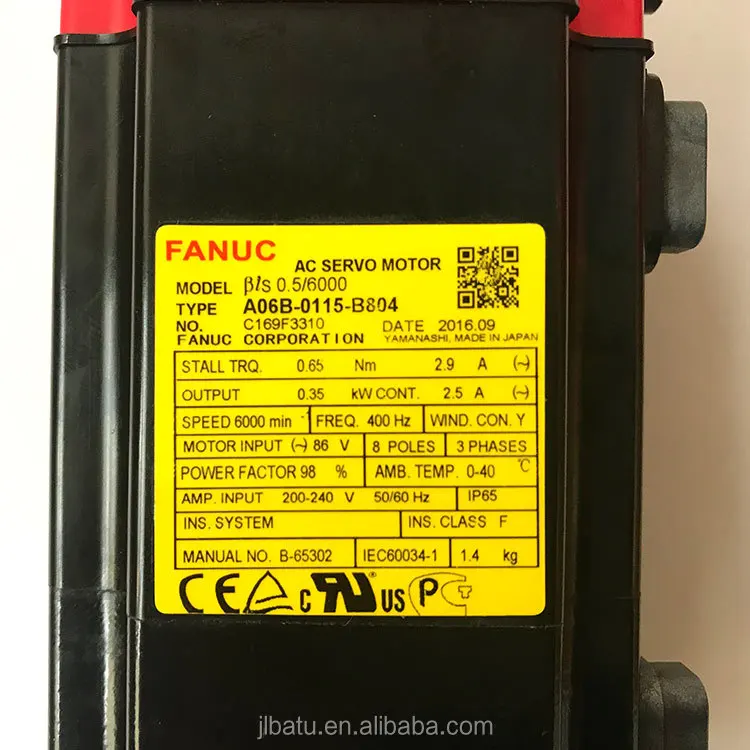 FANUC
AC SERVO MOTOR
MODEL βis 0.5/6000
TYPE A06B-0115-B804
NO. C169F3310 DATE 2016.09
FANUC CORPORATION YAMANASHI, MADE IN JAPAN
STALL TRQ. 0.65 Nm 2.9 A (~)
OUTPUT 0.35 kW CONT. 2.5 A (~)
SPEED 6000 min⁻ FREQ. 400 Hz WIND. CON. Y
MOTOR INPUT (~) 86 V 8 POLES 3 PHASES
POWER FACTOR 98 % AMB. TEMP. 0-40 ℃
AMP. INPUT 200-240 V 50/60 Hz IP65
INS. SYSTEM INS. CLASS F
MANUAL NO. B-65302 IEC60034-1 1.4 kg
CE c RU US PCT
jlbatu.en.alibaba.com